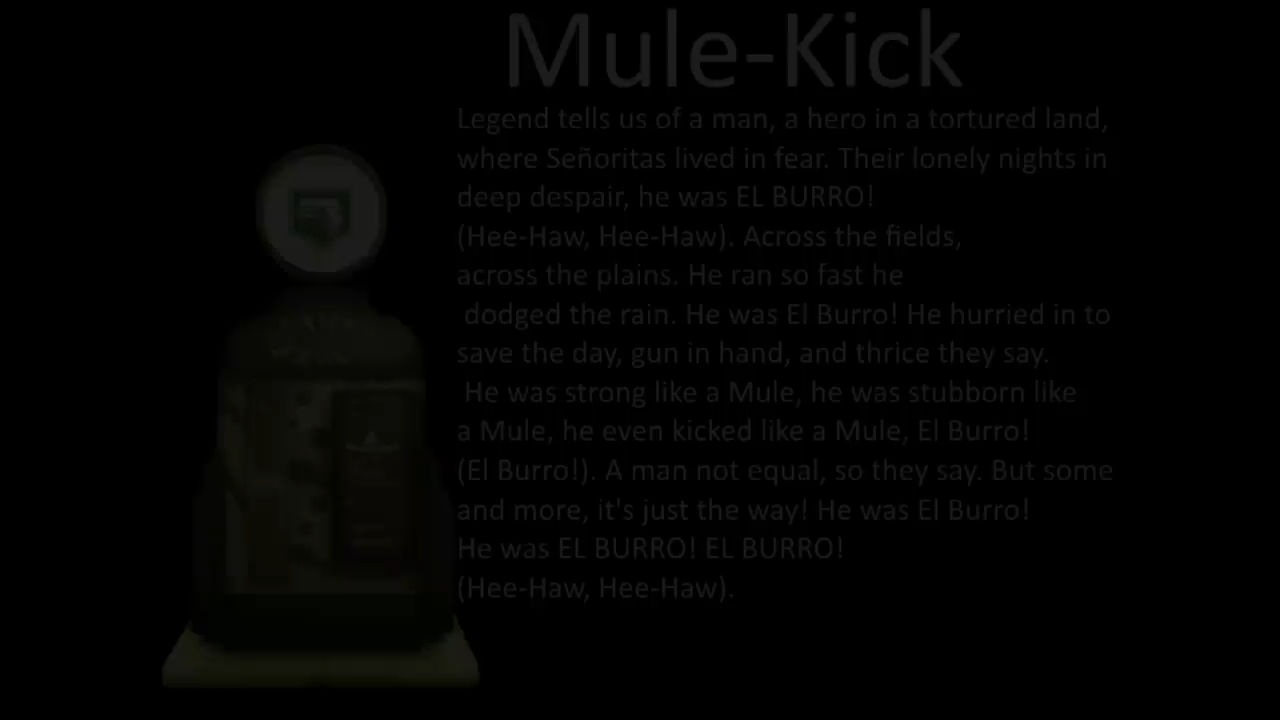 Mule-Kick
Legend tells us of a man, a hero in a tortured land,
where Señoritas lived in fear. Their lonely nights in
deep despair, he was EL BURRO!
(Hee-Haw, Hee-Haw). Across the fields,
across the plains. He ran so fast he
dodged the rain. He was El Burro! He hurried in to
save the day, gun in hand, and thrice they say.
He was strong like a Mule, he was stubborn like
a Mule, he even kicked like a Mule, El Burro!
(El Burro!). A man not equal, so they say. But some
and more, it's just the way! He was El Burro!
He was EL BURRO! EL BURRO!
(Hee-Haw, Hee-Haw).